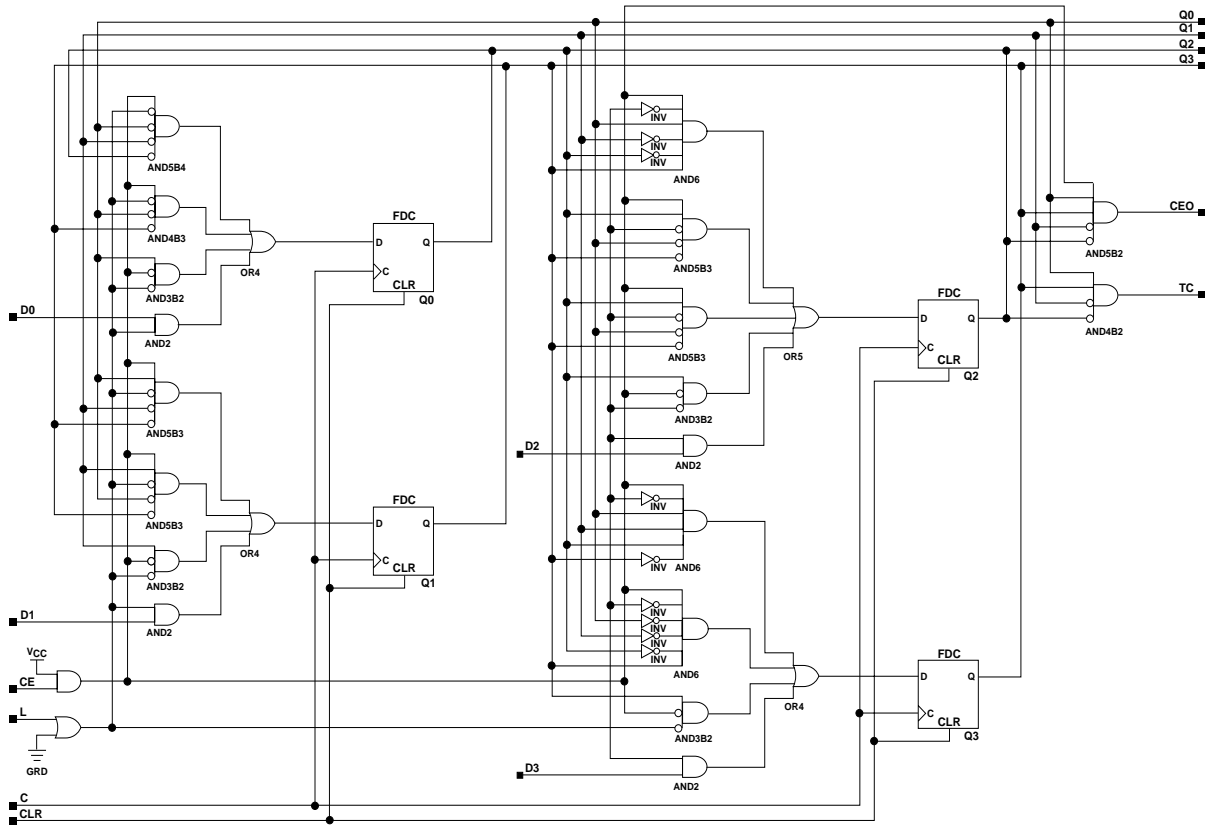 Q0
Q1
Q2
Q3
INV
INV
INV
AND6
AND5B4
AND4B3
AND3B2
OR4
D0
AND2
FDC
D
Q
C
CLR
Q0
AND5B3
AND5B3
AND3B2
OR5
D2
AND2
FDC
D
Q
C
CLR
Q2
CEO
AND5B2
TC
AND4B2
AND5B3
AND5B3
AND3B2
OR4
D1
AND2
FDC
D
Q
C
CLR
Q1
INV
INV
AND6
INV
INV
INV
INV
AND6
AND3B2
OR4
D3
AND2
FDC
D
Q
C
CLR
Q3
VCC
CE
L
GRD
C
CLR